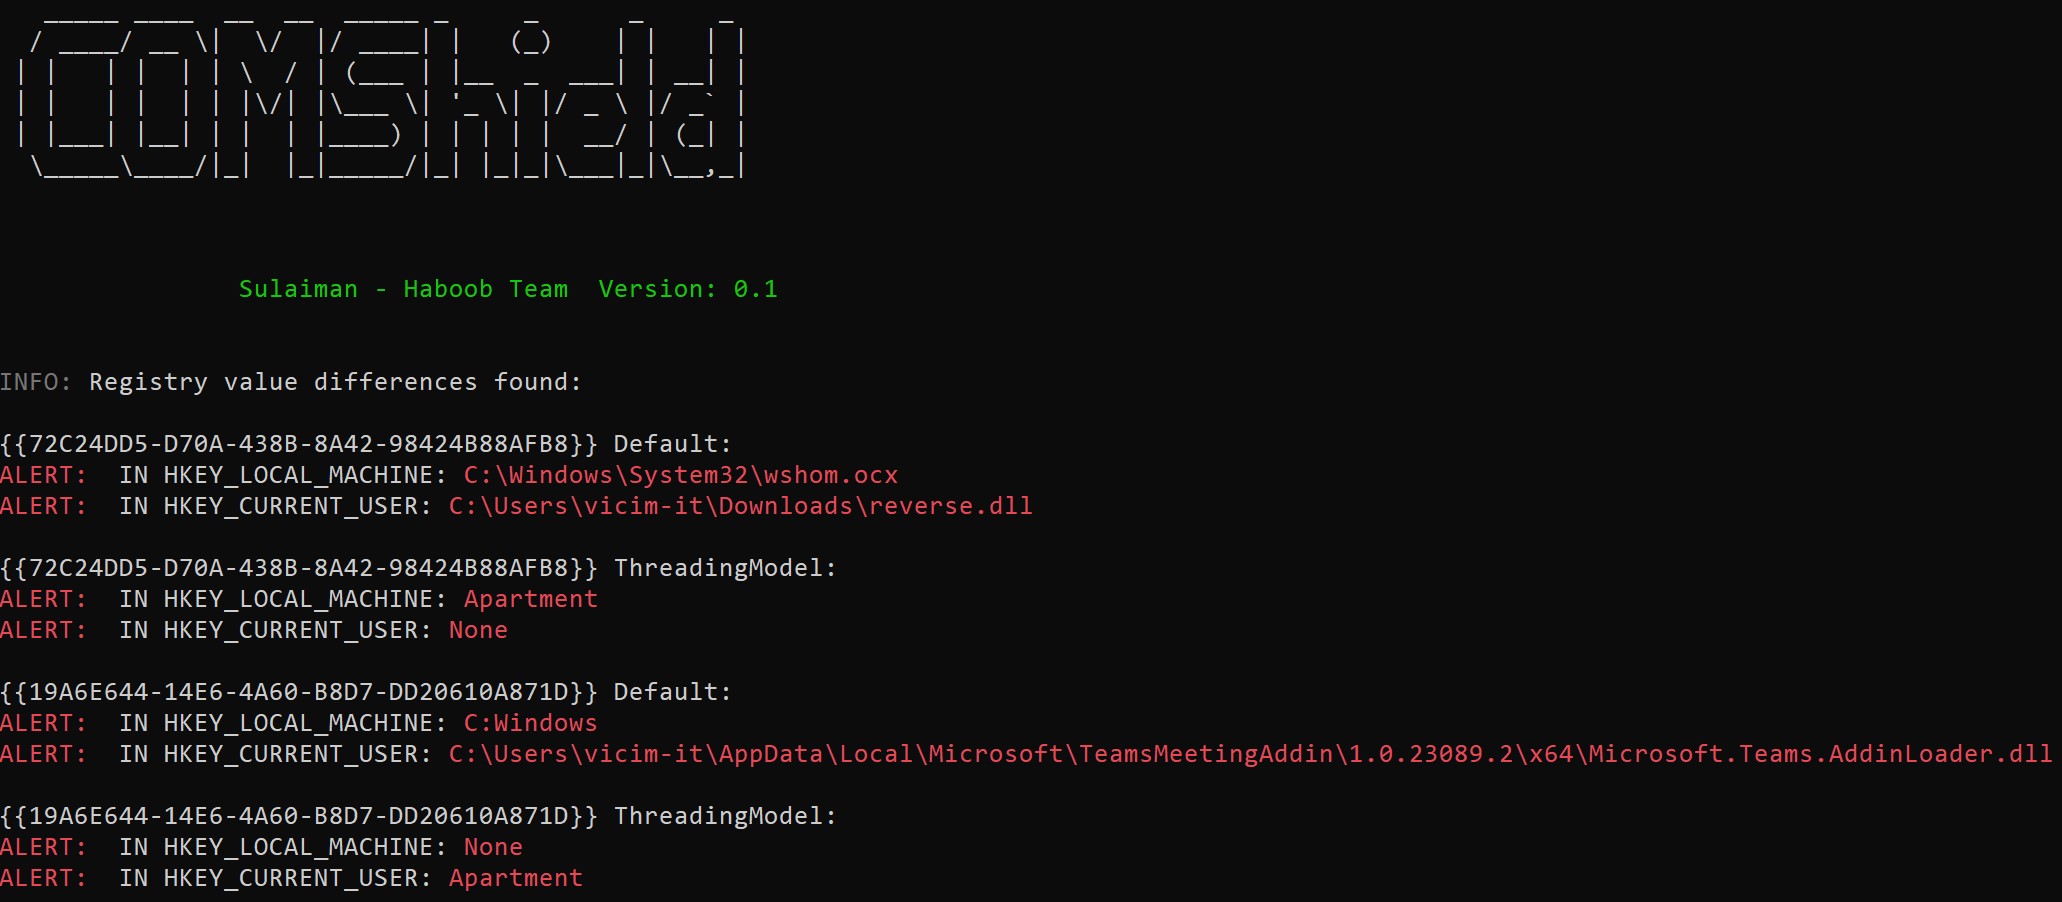 COMShield
Sulaiman - Haboob Team  Version: 0.1
INFO: Registry value differences found:
{{72C24DD5-D70A-438B-8A42-98424B88AFB8}} Default:
ALERT:  IN HKEY_LOCAL_MACHINE: C:\Windows\System32\wshom.ocx
ALERT:  IN HKEY_CURRENT_USER: C:\Users\vicim-it\Downloads\reverse.dll
{{72C24DD5-D70A-438B-8A42-98424B88AFB8}} ThreadingModel:
ALERT:  IN HKEY_LOCAL_MACHINE: Apartment
ALERT:  IN HKEY_CURRENT_USER: None
{{19A6E644-14E6-4A60-B8D7-DD20610A871D}} Default:
ALERT:  IN HKEY_LOCAL_MACHINE: C:Windows
ALERT:  IN HKEY_CURRENT_USER: C:\Users\vicim-it\AppData\Local\Microsoft\TeamsMeetingAddin\1.0.23089.2\x64\Microsoft.Teams.AddinLoader.dll
{{19A6E644-14E6-4A60-B8D7-DD20610A871D}} ThreadingModel:
ALERT:  IN HKEY_LOCAL_MACHINE: None
ALERT:  IN HKEY_CURRENT_USER: Apartment